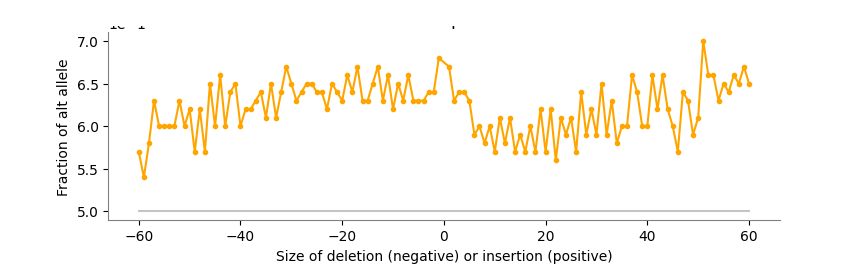 7.0
6.5
6.0
5.5
5.0
Fraction of alt allele
−60 −40 −20 0 20 40 60
Size of deletion (negative) or insertion (positive)